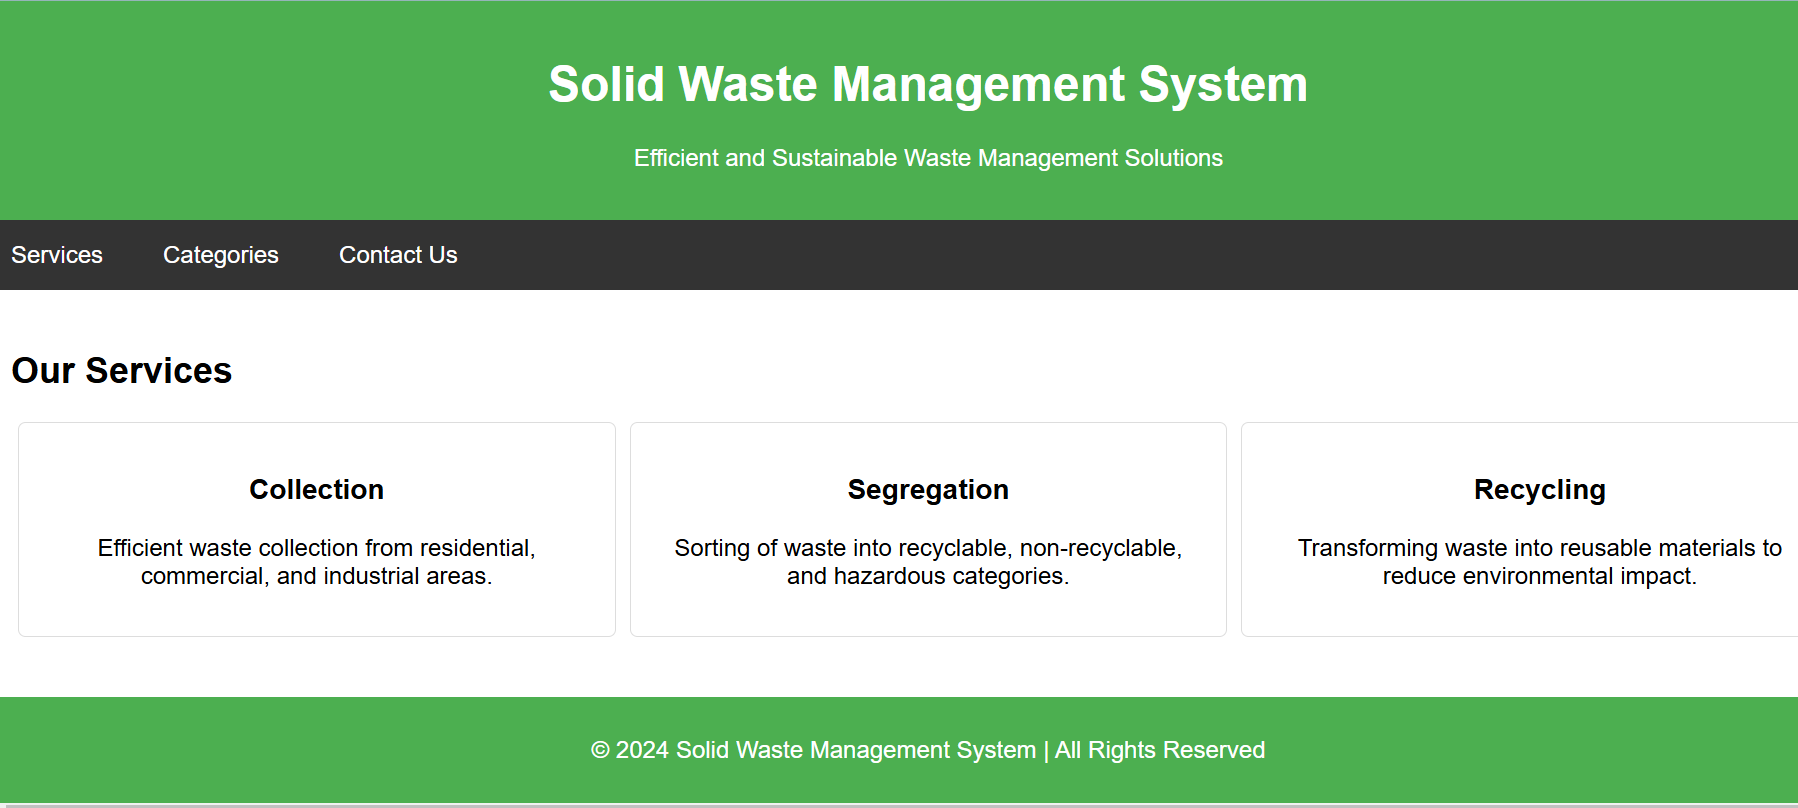 Solid Waste Management System
Efficient and Sustainable Waste Management Solutions
Services Categories Contact Us
Our Services
Collection
Efficient waste collection from residential,
commercial, and industrial areas.
Segregation
Sorting of waste into recyclable, non-recyclable,
and hazardous categories.
Recycling
Transforming waste into reusable materials to
reduce environmental impact.
© 2024 Solid Waste Management System | All Rights Reserved